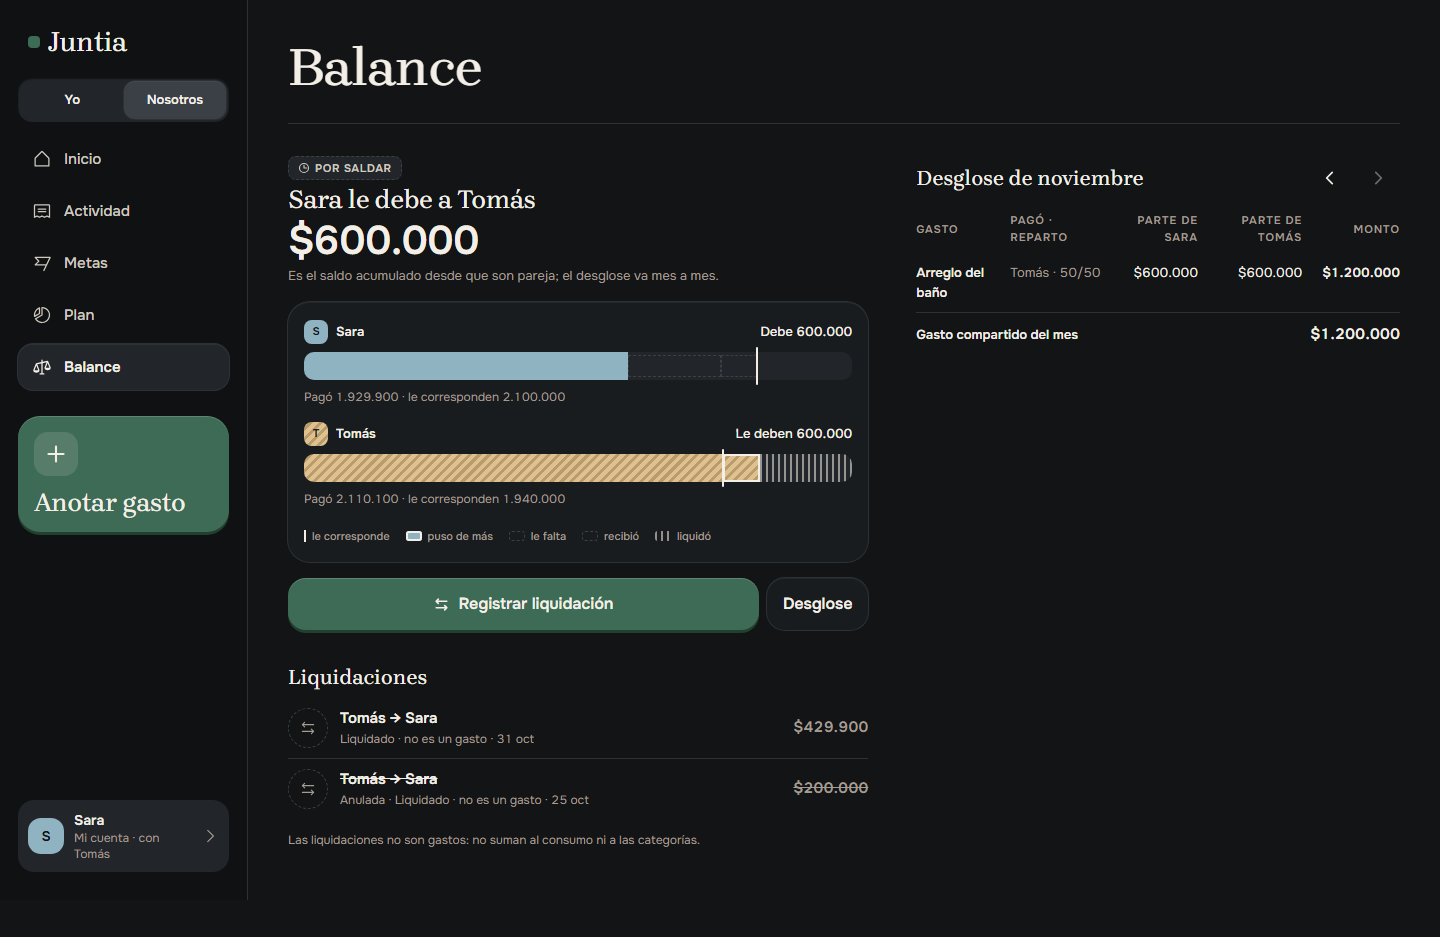 Juntia
Yo
Nosotros
Inicio
Actividad
Metas
Plan
Balance
Anotar gasto
S
Sara
Mi cuenta · con
Tomás
Balance
POR SALDAR
Sara le debe a Tomás
$600.000
Es el saldo acumulado desde que son pareja; el desglose va mes a mes.
S
Sara
Debe 600.000
Pagó 1.929.900 · le corresponden 2.100.000
T
Tomás
Le deben 600.000
Pagó 2.110.100 · le corresponden 1.940.000
le corresponde
puso de más
le falta
recibió
liquidó
Registrar liquidación
Desglose
Liquidaciones
Tomás → Sara
$429.900
Liquidado · no es un gasto · 31 oct
Tomás → Sara
$200.000
Anulada · Liquidado · no es un gasto · 25 oct
Las liquidaciones no son gastos: no suman al consumo ni a las categorías.
Desglose de noviembre
GASTO
PAGÓ ·
REPARTO
PARTE DE
SARA
PARTE DE
TOMÁS
MONTO
Arreglo del
baño
Tomás · 50/50
$600.000
$600.000
$1.200.000
Gasto compartido del mes
$1.200.000